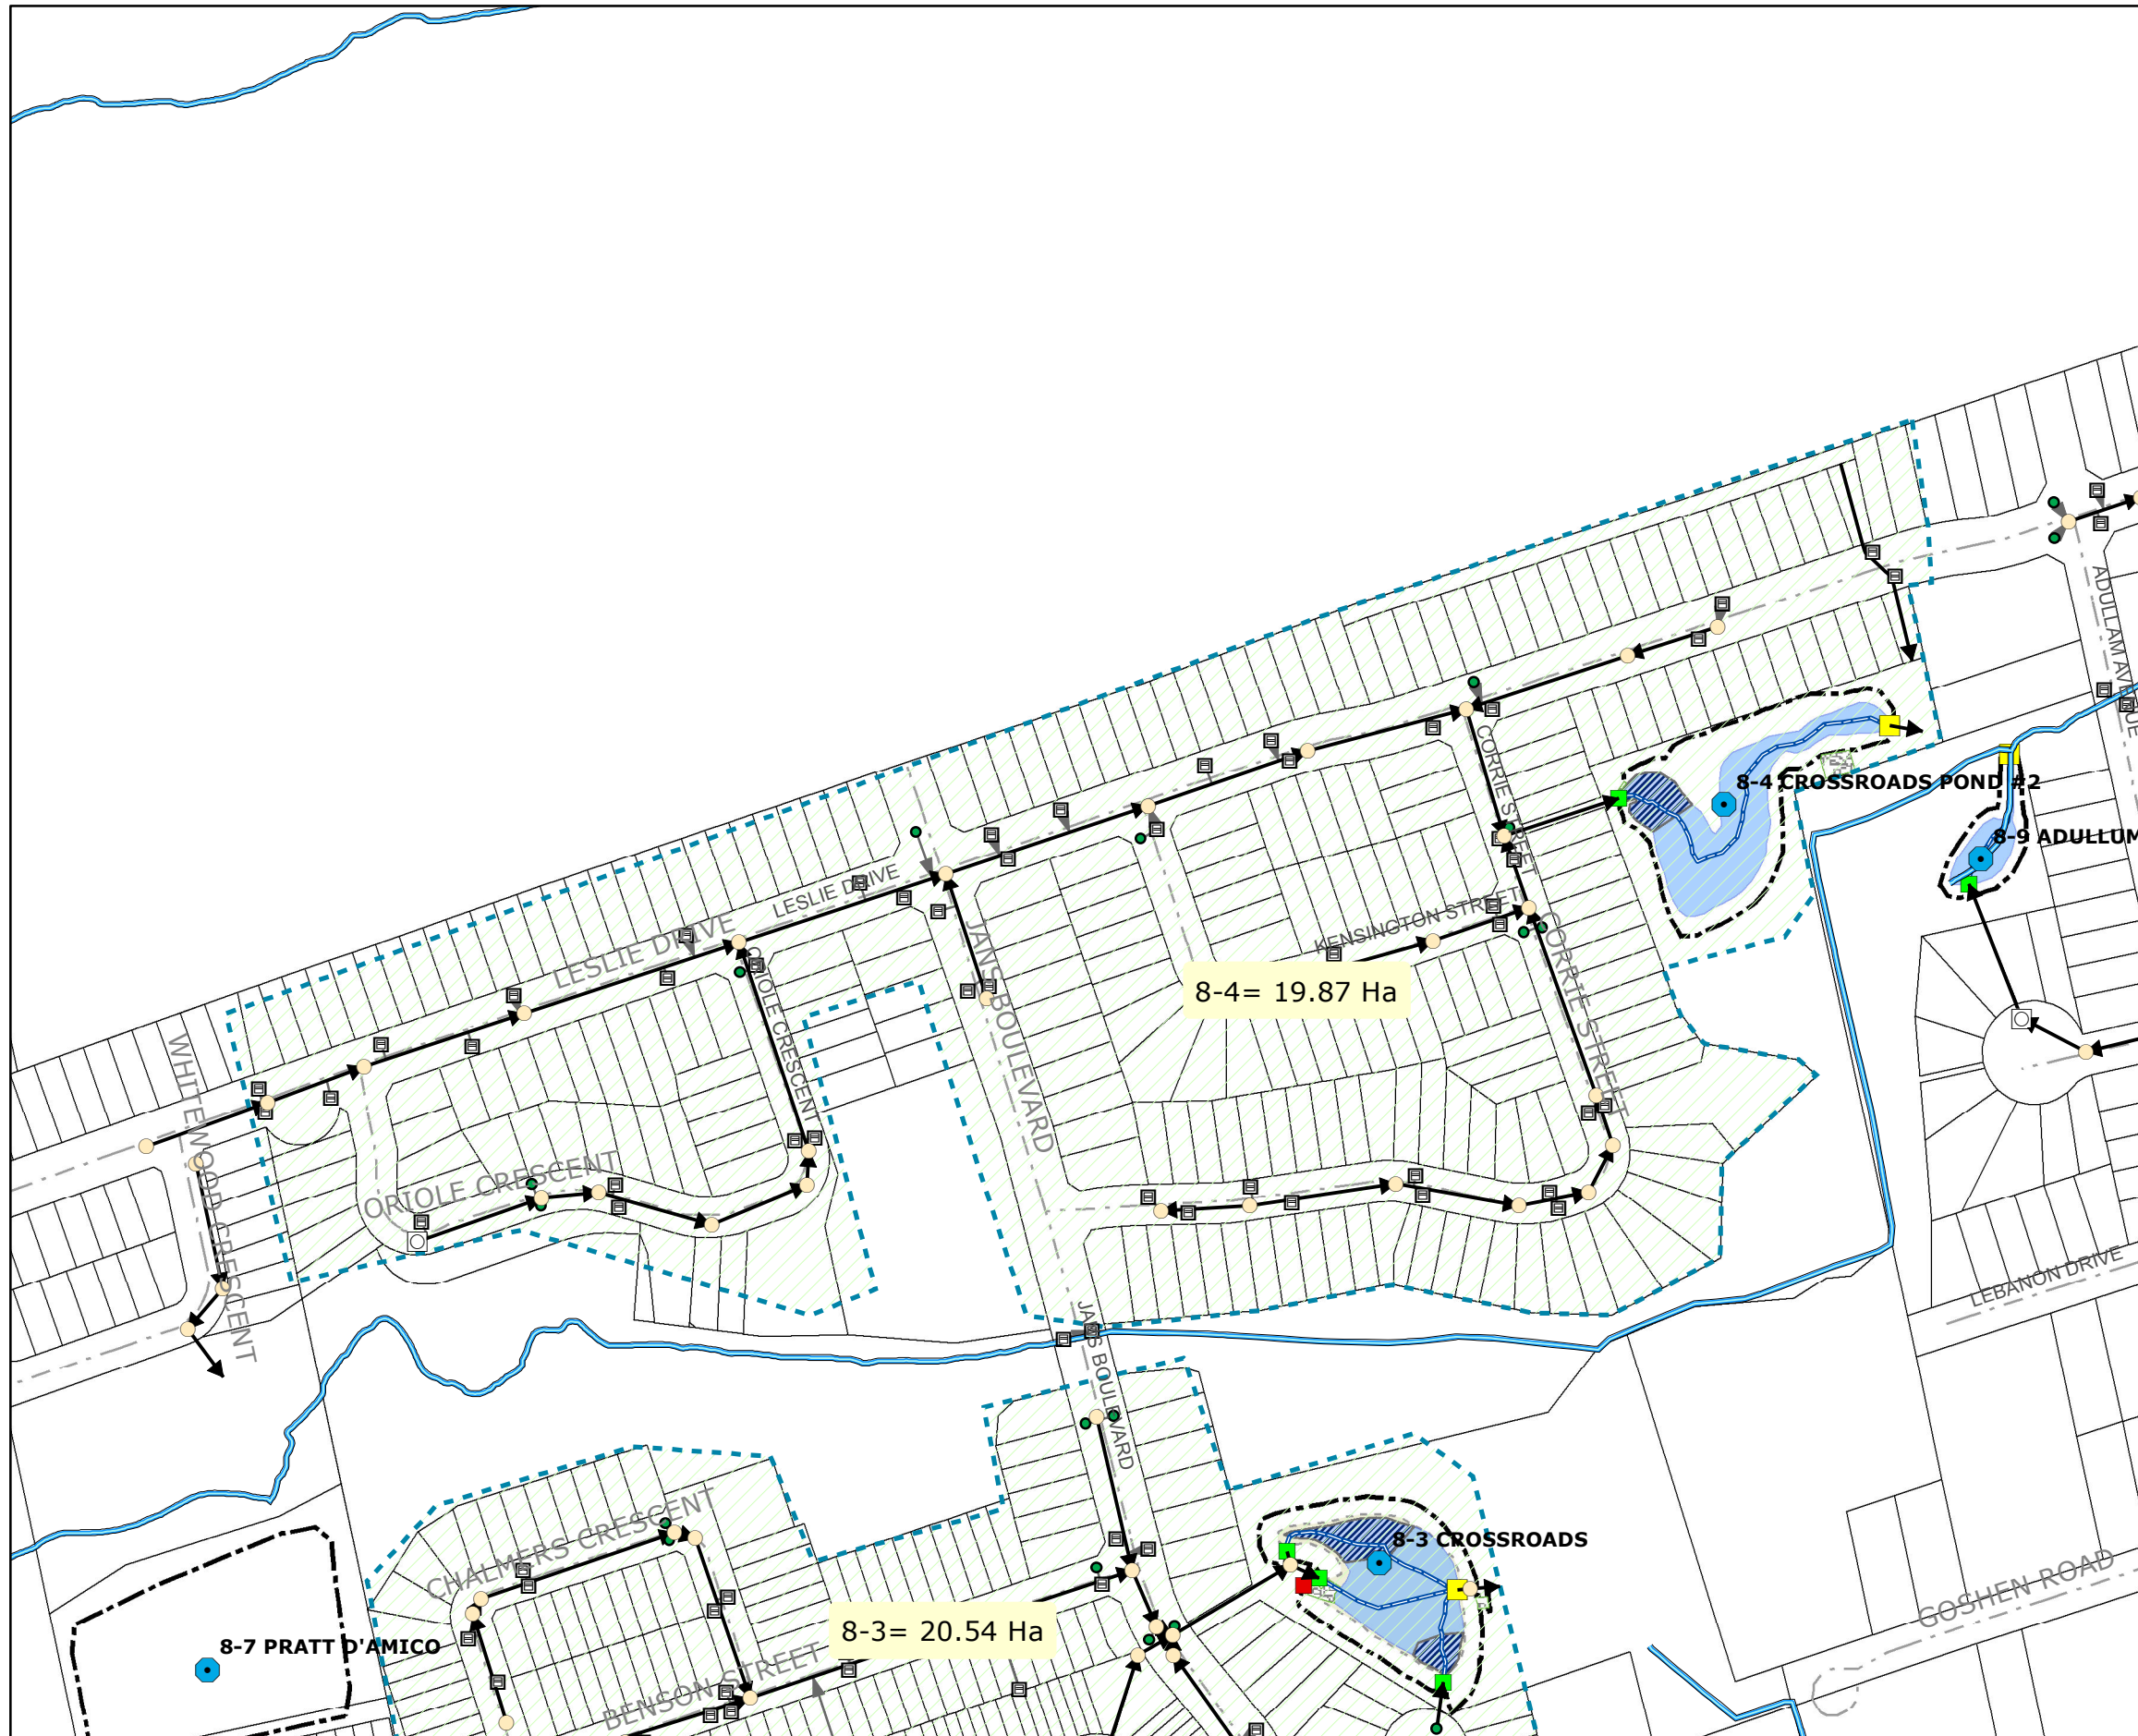 ADULLAM AVENUE
CORRIE STREET
8-4 CROSSROADS POND #2
8-9 ADULLUM
LESLIE DRIVE
LESLIE DRIVE
KENSINGTON STREET
JANS BOULEVARD
CORRIE STREET
ORIOLE CRESCENT
8-4= 19.87 Ha
WHITEWOOD CRESCENT
ORIOLE CRESCENT
LEBANON DRIVE
JANS BOULEVARD
CHALMERS CRESCENT
8-3 CROSSROADS
GOSHEN ROAD
8-7 PRATT D'AMICO
8-3= 20.54 Ha
BENSON STREET